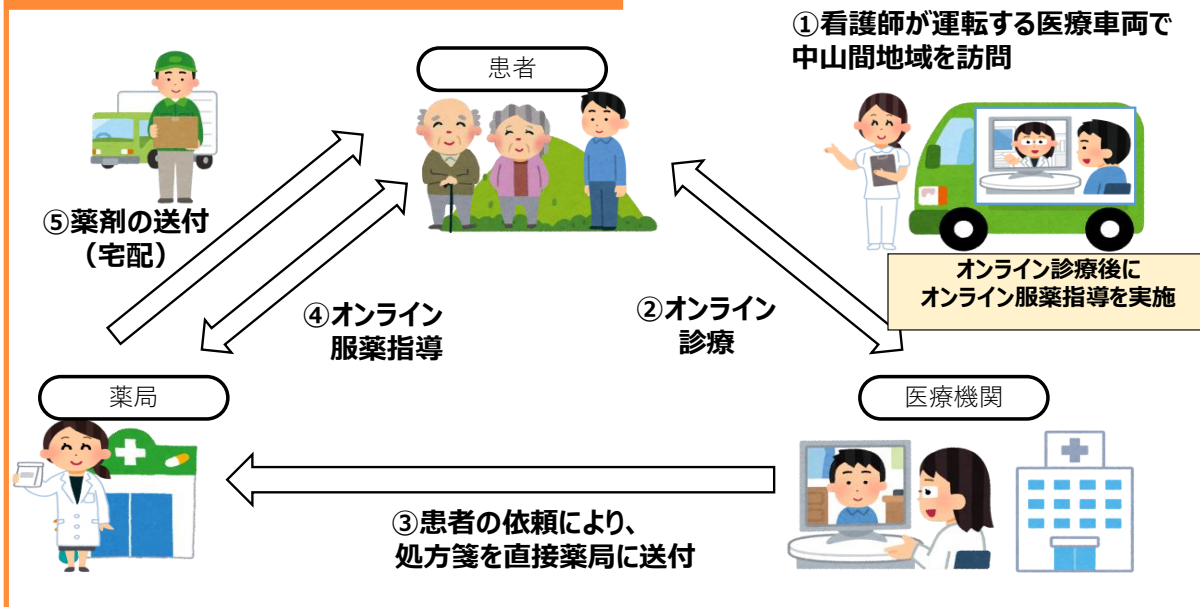 ①看護師が運転する医療車両で
中山間地域を訪問
患者
⑤薬剤の送付
（宅配）
④オンライン
服薬指導
②オンライン
診療
オンライン診療後に
オンライン服薬指導を実施
薬局
医療機関
③患者の依頼により、
処方箋を直接薬局に送付